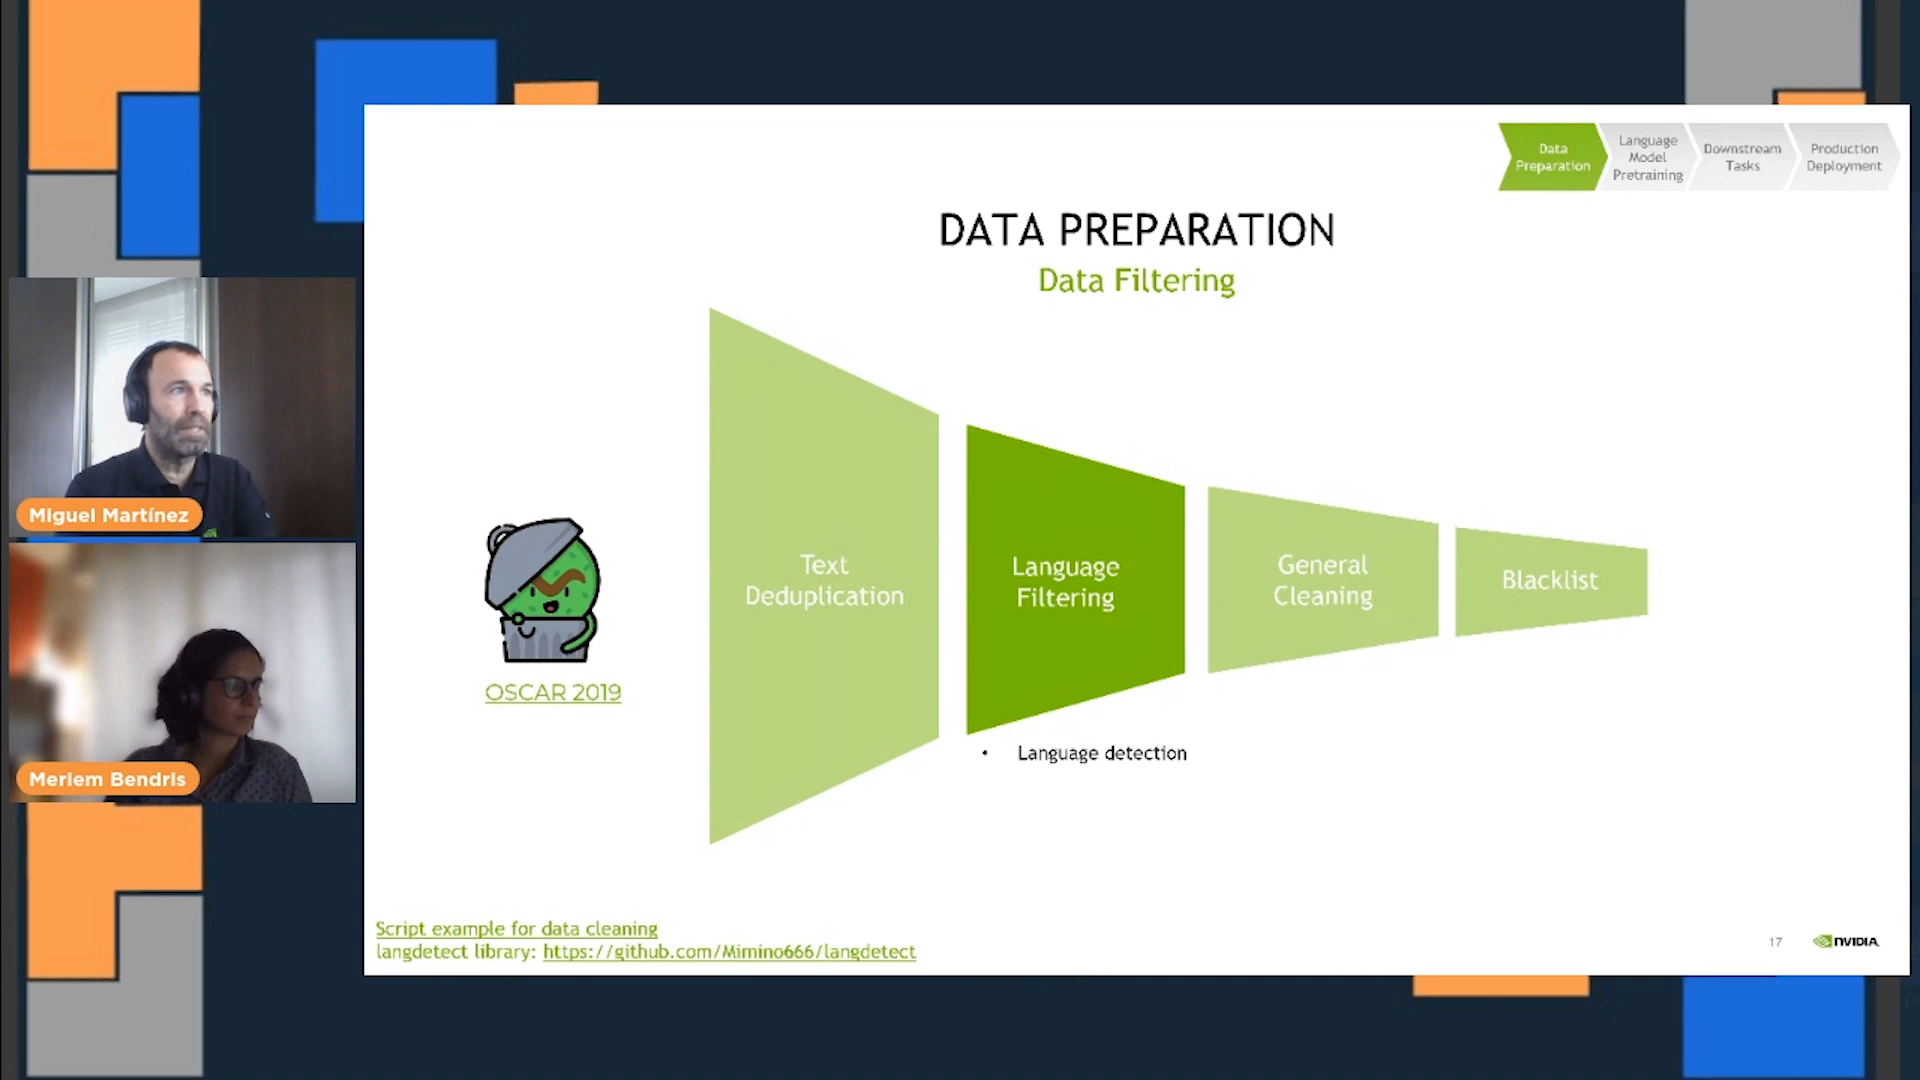 Data
Preparation
Language
Model
Pretraining
Downstream
Tasks
Production
Deployment
DATA PREPARATION
Data Filtering
Text
Deduplication
Language
Filtering
General
Cleaning
Blacklist
OSCAR 2019
• Language detection
Miguel Martínez
Meriem Bendris
Script example for data cleaning
langdetect library: https://github.com/Mimino666/langdetect
17
NVIDIA